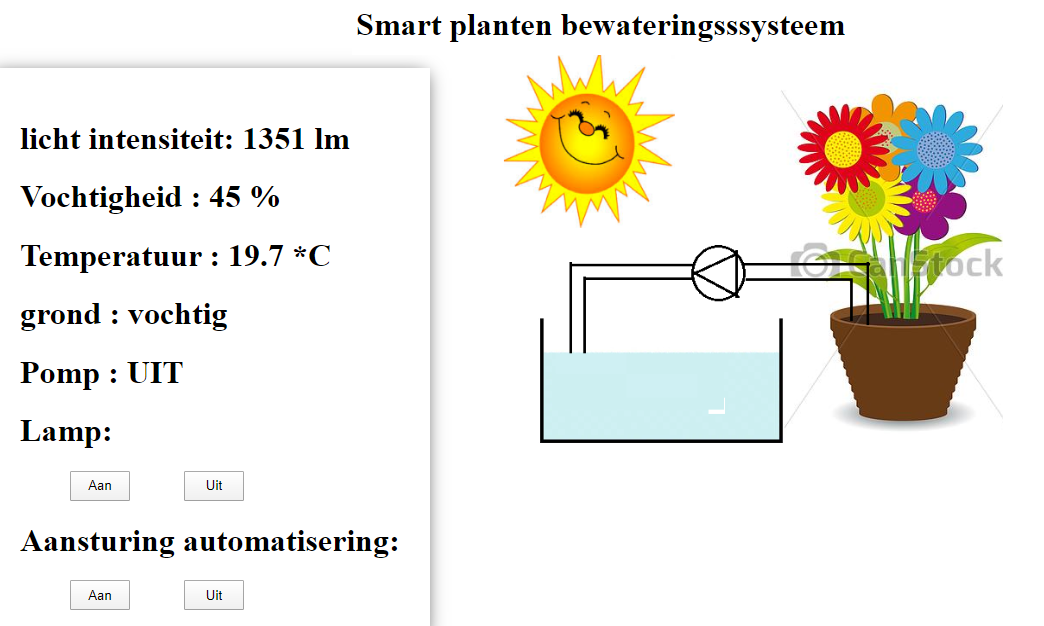 Smart planten bewateringsssysteem
licht intensiteit: 1351 lm
Vochtigheid : 45 %
Temperatuur : 19.7 *C
grond : vochtig
Pomp : UIT
Lamp:
Aan Uit
Aansturing automatisering:
Aan Uit
CanStock